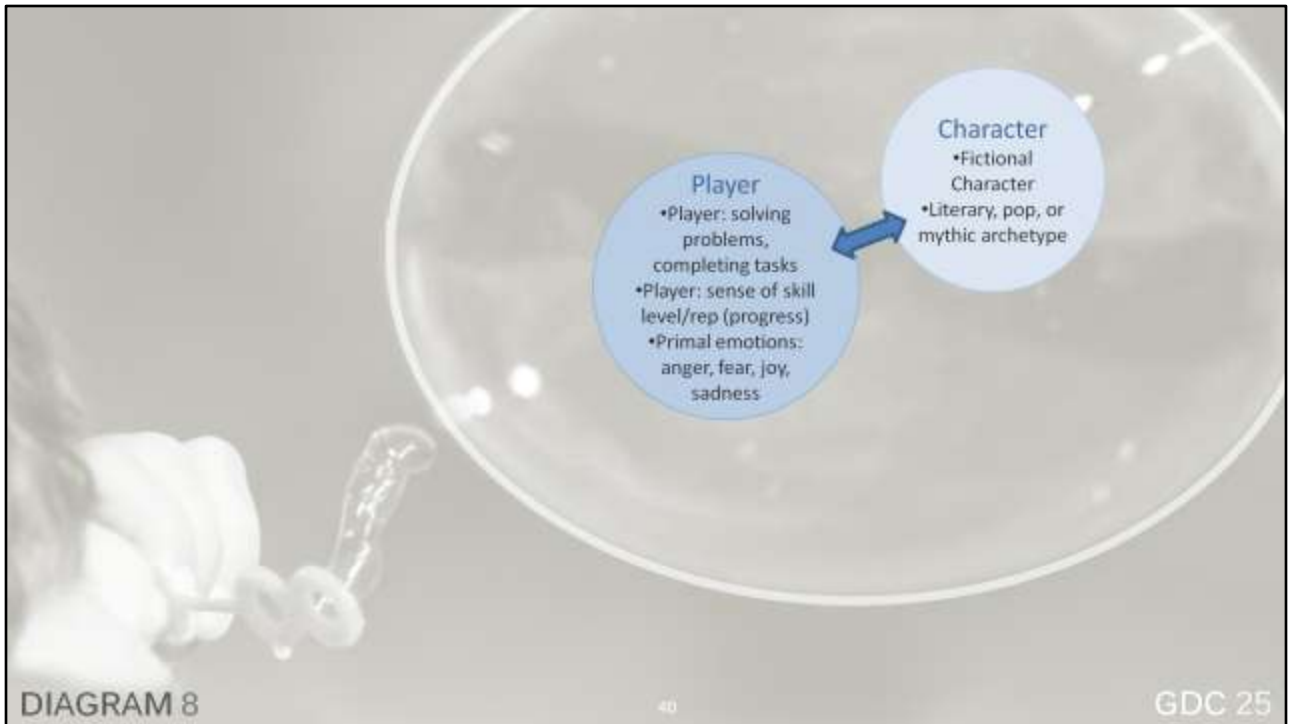 Player
•Player: solving
problems,
completing tasks
•Player: sense of skill
level/rep (progress)
•Primal emotions:
anger, fear, joy,
sadness
Character
•Fictional
Character
•Literary, pop, or
mythic archetype
DIAGRAM 8
40
GDC 25